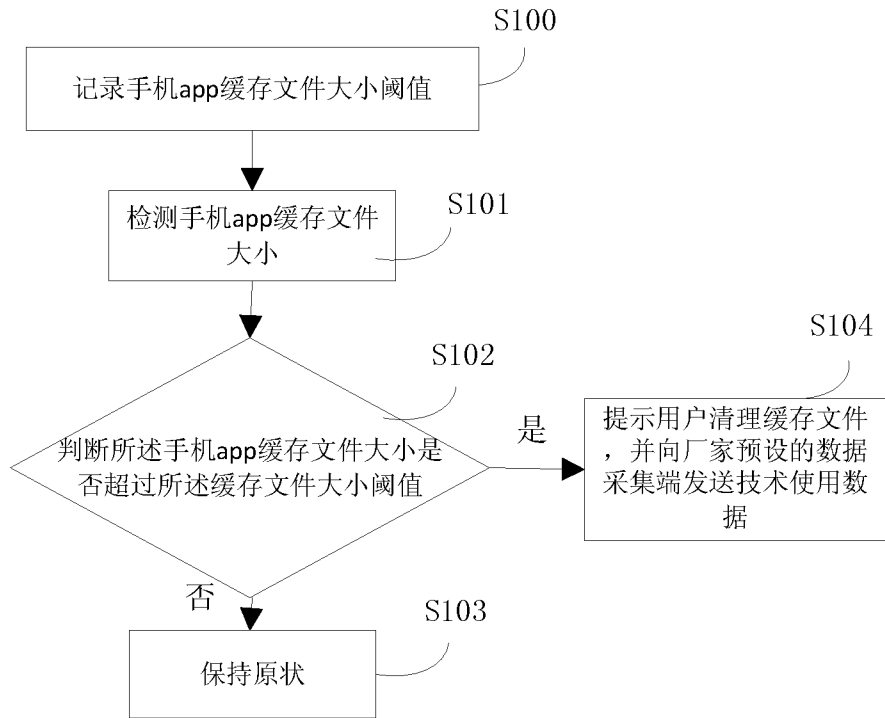 S100
记录手机app缓存文件大小阈值
S101
检测手机app缓存文件
大小
S102
判断所述手机app缓存文件大小是
否超过所述缓存文件大小阈值
是
S104
提示用户清理缓存文件
，并向厂家预设的数据
采集端发送技术使用数
据
否
S103
保持原状